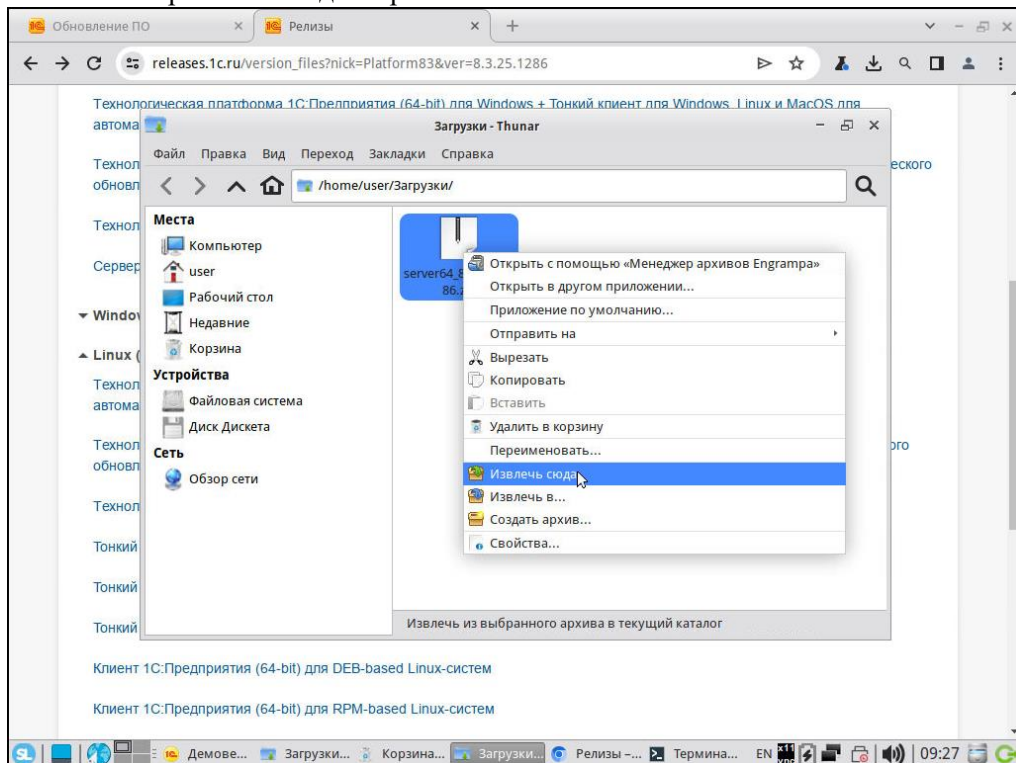 Обновление ПО
Релизы
releases.1c.ru/version_files?nick=Platform83&ver=8.3.25.1286
Технологическая платформа 1С:Предприятия (64-bit) для Windows + Тонкий клиент для Windows, Linux и MacOS для
автома
Загрузки - Thunar
Файл Правка Вид Переход Закладки Справка
Технол
еского
обновл
/home/user/Загрузки/
Места
Технол
Компьютер
user
Сервер
server64_8
86.z
Рабочий стол
Недавние
Корзина
Windov
Linux (
Устройства
Файловая система
Диск Дискета
Технол
автома
Сеть
Обзор сети
Технол
ого
обновл
Открыть с помощью «Менеджер архивов Engrampa»
Открыть в другом приложении...
Приложение по умолчанию...
Отправить на
Вырезать
Копировать
Вставить
Удалить в корзину
Переименовать...
Извлечь сюда
Извлечь в...
Создать архив...
Свойства...
Технол
Тонкий
Тонкий
Тонкий
Извлечь из выбранного архива в текущий каталог
Клиент 1С:Предприятия (64-bit) для DEB-based Linux-систем
Клиент 1С:Предприятия (64-bit) для RPM-based Linux-систем
Демове... Загрузки... Корзина... Загрузки... Релизы –... Термина... EN 09:27